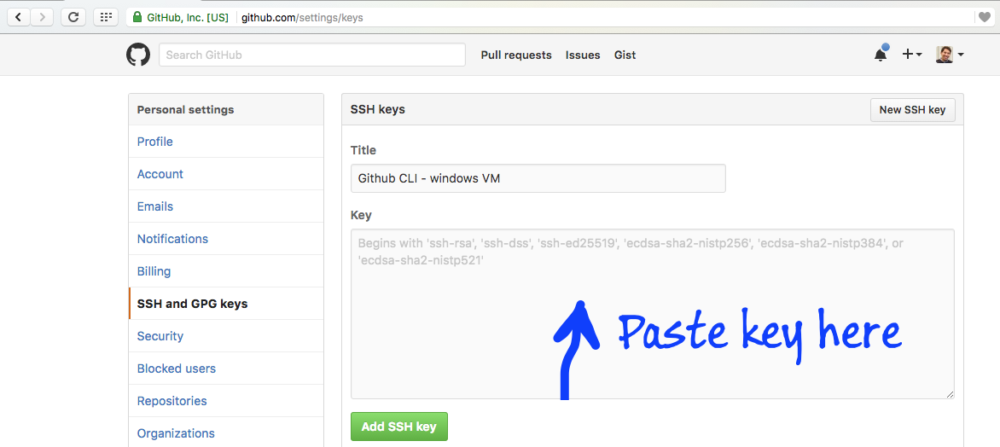 GitHub, Inc. [US] github.com/settings/keys
Search GitHub Pull requests Issues Gist
Personal settings
Profile
Account
Emails
Notifications
Billing
SSH and GPG keys
Security
Blocked users
Repositories
Organizations
SSH keys New SSH key
Title
Github CLI - windows VM
Key
Begins with 'ssh-rsa', 'ssh-dss', 'ssh-ed25519', 'ecdsa-sha2-nistp256', 'ecdsa-sha2-nistp384', or
'ecdsa-sha2-nistp521'
Paste key here
Add SSH key